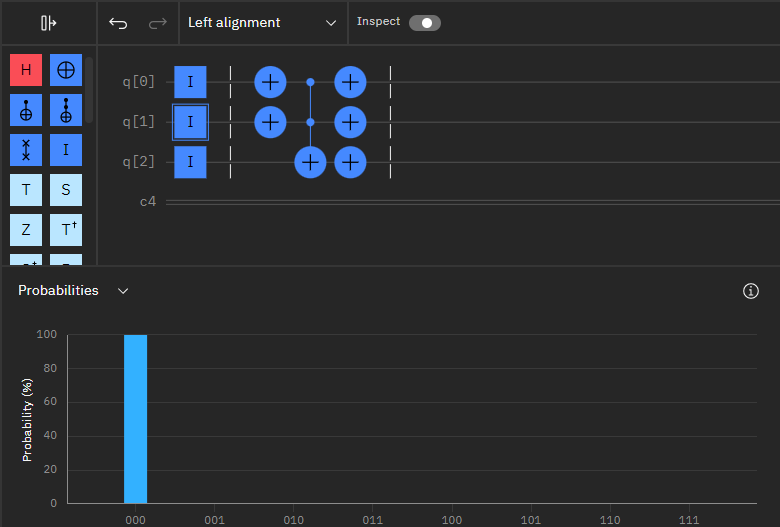 Left alignment
Inspect
H
I
T S
Z T†
q[0] I + +
q[1] I + +
q[2] I + +
c4
Probabilities
Probability (%)
100
80
60
40
20
0
000 001 010 011 100 101 110 111